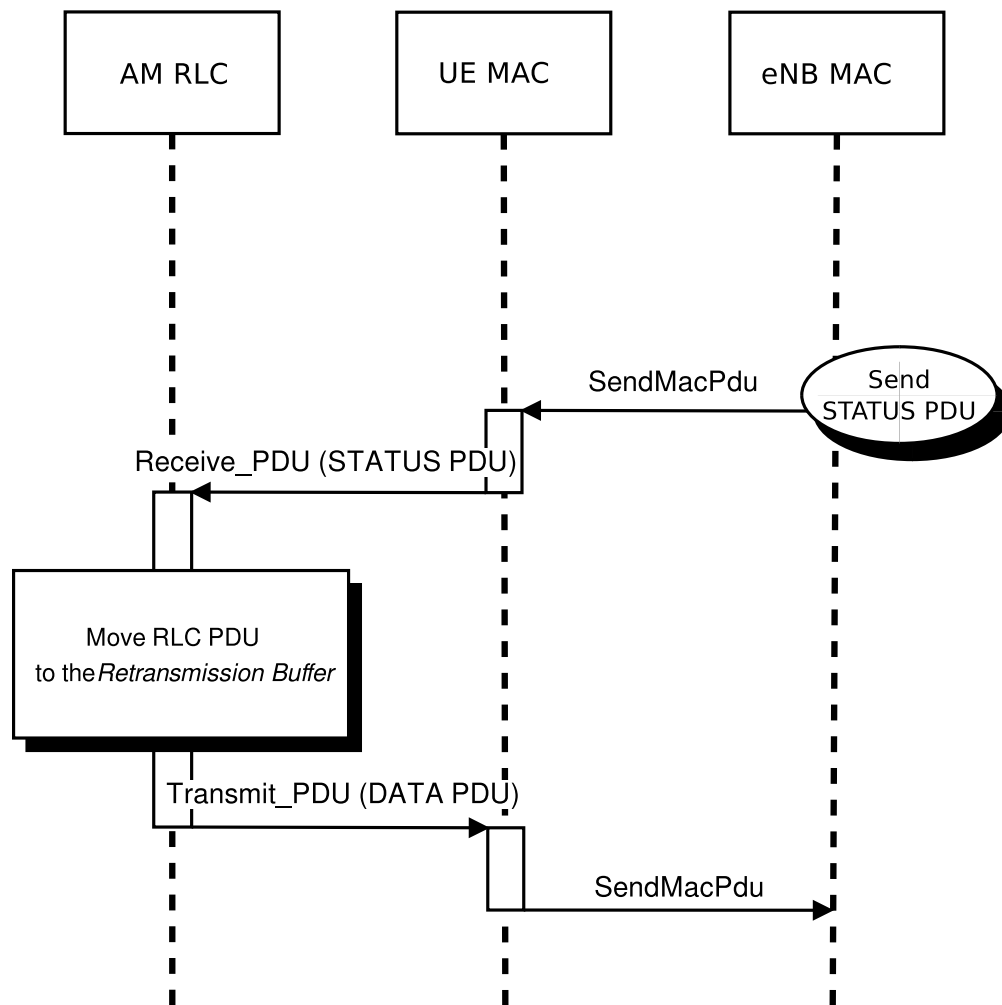 AM RLC
UE MAC
eNB MAC
Send
STATUS PDU
SendMacPdu
Receive_PDU (STATUS PDU)
Move RLC PDU
to the Retransmission Buffer
Transmit_PDU (DATA PDU)
SendMacPdu